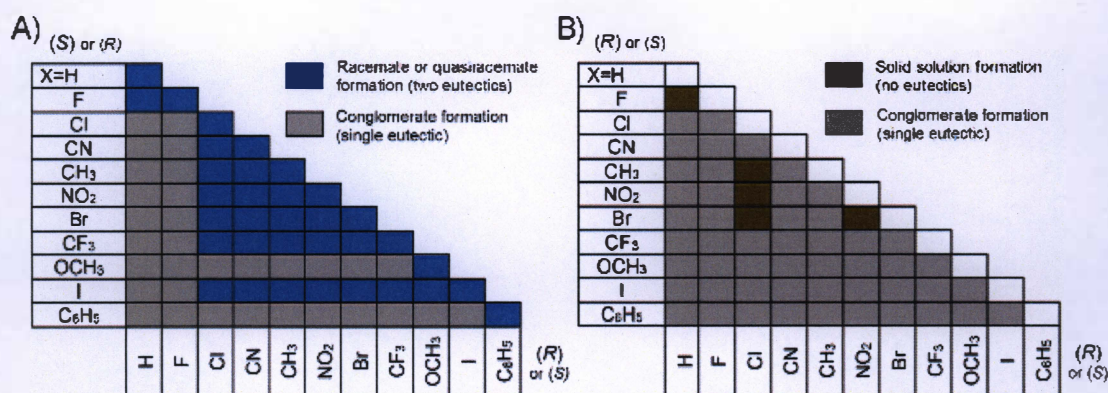 A)
(S) or (R)
X=H
F
Cl
CN
CH₃
NO₂
Br
CF₃
OCH₃
I
C₆H₅
H
F
Cl
CN
CH₃
NO₂
Br
CF₃
OCH₃
I
C₆H₅
(R)
or (S)
Racemate or quasiracemate
formation (two eutectics)
Conglomerate formation
(single eutectic)
B)
(R) or (S)
X=H
F
Cl
CN
CH₃
NO₂
Br
CF₃
OCH₃
I
C₆H₅
H
F
Cl
CN
CH₃
NO₂
Br
CF₃
OCH₃
I
C₆H₅
(R)
or (S)
Solid solution formation
(no eutectics)
Conglomerate formation
(single eutectic)